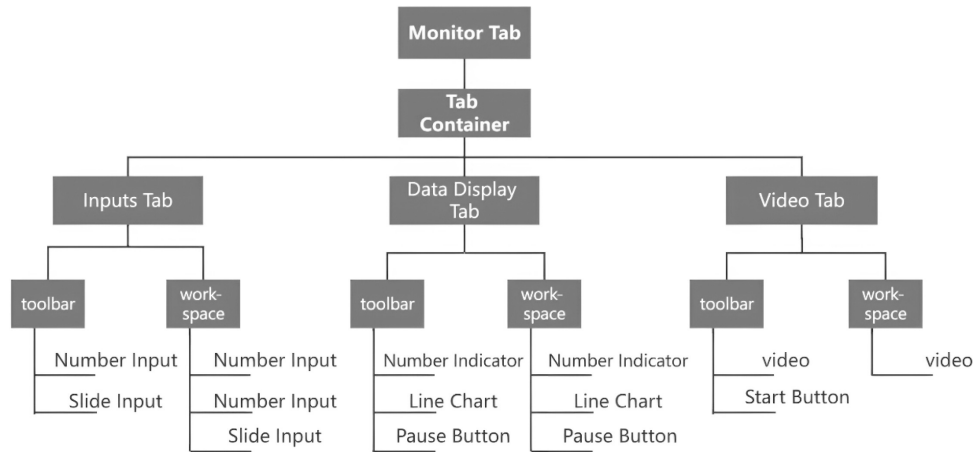 Monitor Tab
Tab
Container
Inputs Tab
Data Display
Tab
Video Tab
toolbar
work-
space
toolbar
work-
space
toolbar
work-
space
Number Input
Slide Input
Number Input
Number Input
Slide Input
Number Indicator
Line Chart
Pause Button
Number Indicator
Line Chart
Pause Button
video
Start Button
video